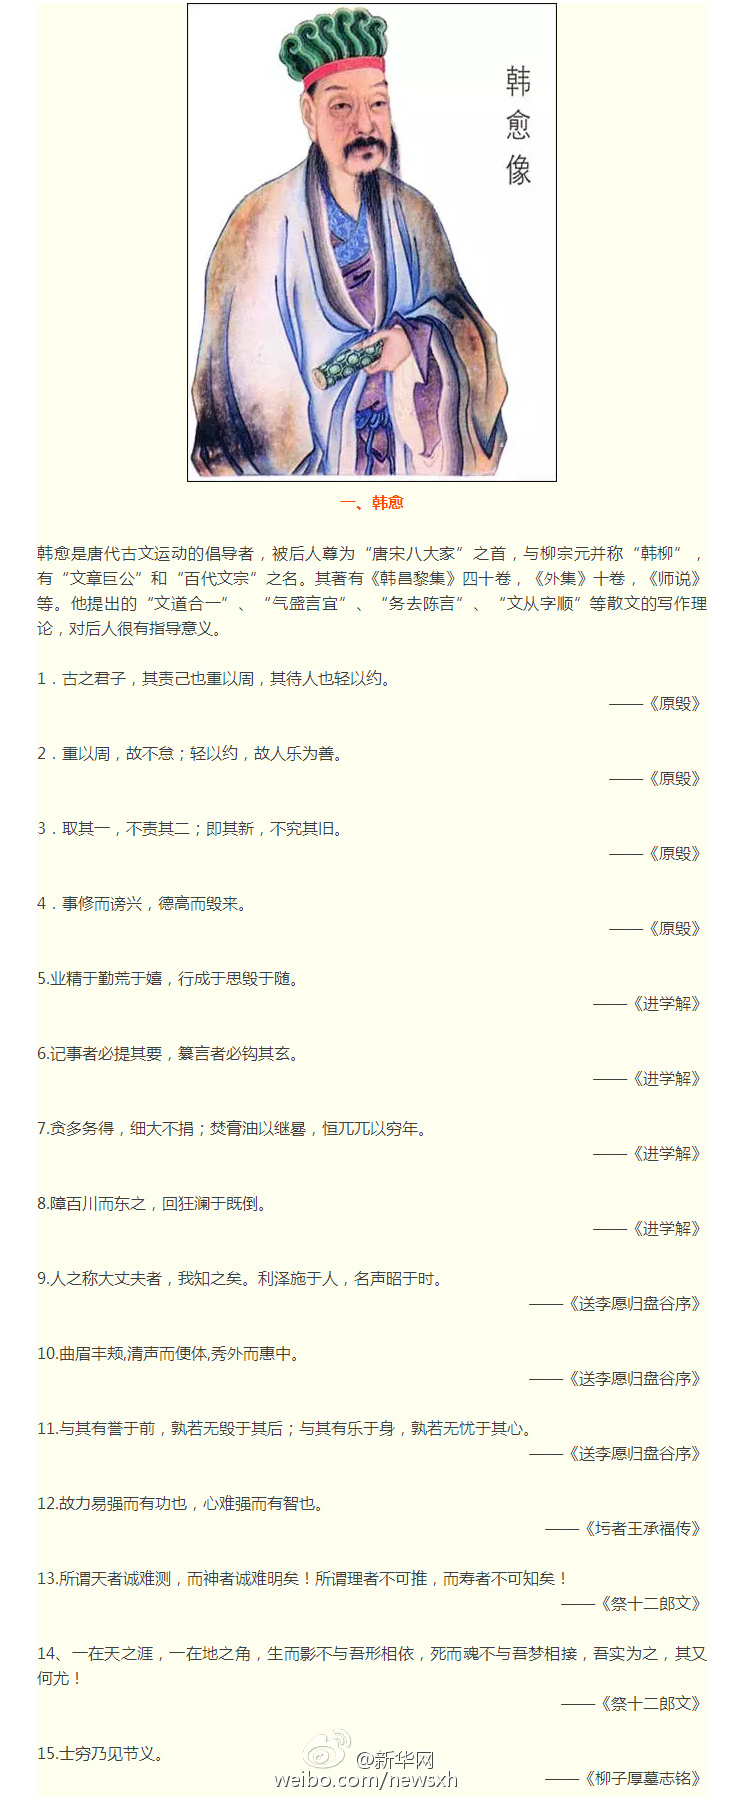 韩愈像
一、韩愈
韩愈是唐代古文运动的倡导者，被后人尊为“唐宋八大家”之首，与柳宗元并称“韩柳”，
有“文章巨公”和“百代文宗”之名。其著有《韩昌黎集》四十卷，《外集》十卷，《师说》
等。他提出的“文道合一”、“气盛言宜”、“务去陈言”、“文从字顺”等散文的写作理
论，对后人很有指导意义。
1．古之君子，其责己也重以周，其待人也轻以约。
——《原毁》
2．重以周，故不怠；轻以约，故人乐为善。
——《原毁》
3．取其一，不责其二；即其新，不究其旧。
——《原毁》
4．事修而谤兴，德高而毁来。
——《原毁》
5.业精于勤荒于嬉，行成于思毁于随。
——《进学解》
6.记事者必提其要，纂言者必钩其玄。
——《进学解》
7.贪多务得，细大不捐；焚膏油以继晷，恒兀兀以穷年。
——《进学解》
8.障百川而东之，回狂澜于既倒。
——《进学解》
9.人之称大丈夫者，我知之矣。利泽施于人，名声昭于时。
——《送李愿归盘谷序》
10.曲眉丰颊,清声而便体,秀外而惠中。
——《送李愿归盘谷序》
11.与其有誉于前，孰若无毁于其后；与其有乐于身，孰若无忧于其心。
——《送李愿归盘谷序》
12.故力易强而有功也，心难强而有智也。
——《圬者王承福传》
13.所谓天者诚难测，而神者诚难明矣！所谓理者不可推，而寿者不可知矣！
——《祭十二郎文》
14、一在天之涯，一在地之角，生而影不与吾形相依，死而魂不与吾梦相接，吾实为之，其又
何尤！
——《祭十二郎文》
15.士穷乃见节义。
——《柳子厚墓志铭》
@新华网
weibo.com/newsxh